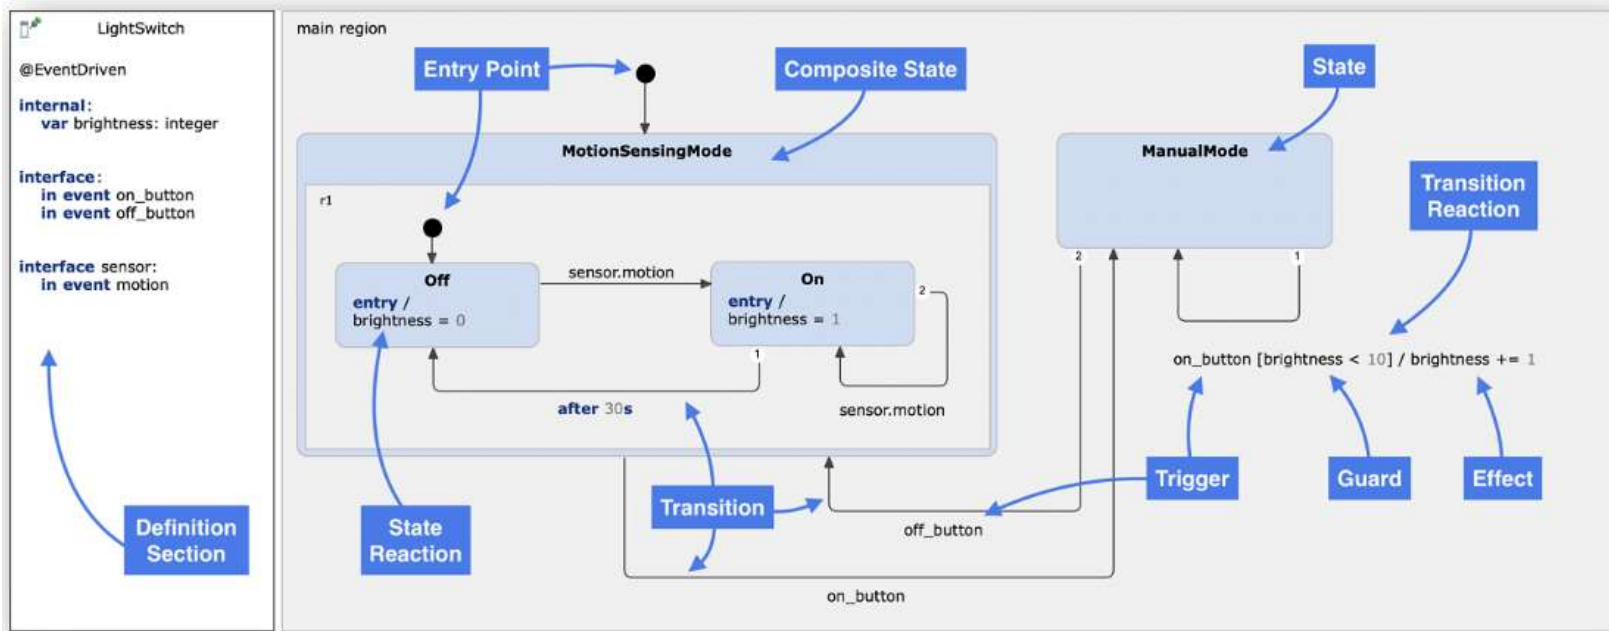 LightSwitch
@EventDriven
internal:
var brightness: integer
interface:
in event on_button
in event off_button
interface sensor:
in event motion
Definition
Section
main region
Entry Point
Composite State
State
MotionSensingMode
ManualMode
Transition
Reaction
r1
Off
entry /
brightness = 0
sensor.motion
On
entry /
brightness = 1
2
1
after 30s
sensor.motion
2
1
on_button [brightness < 10] / brightness += 1
Trigger
Guard
Effect
Transition
State
Reaction
off_button
on_button